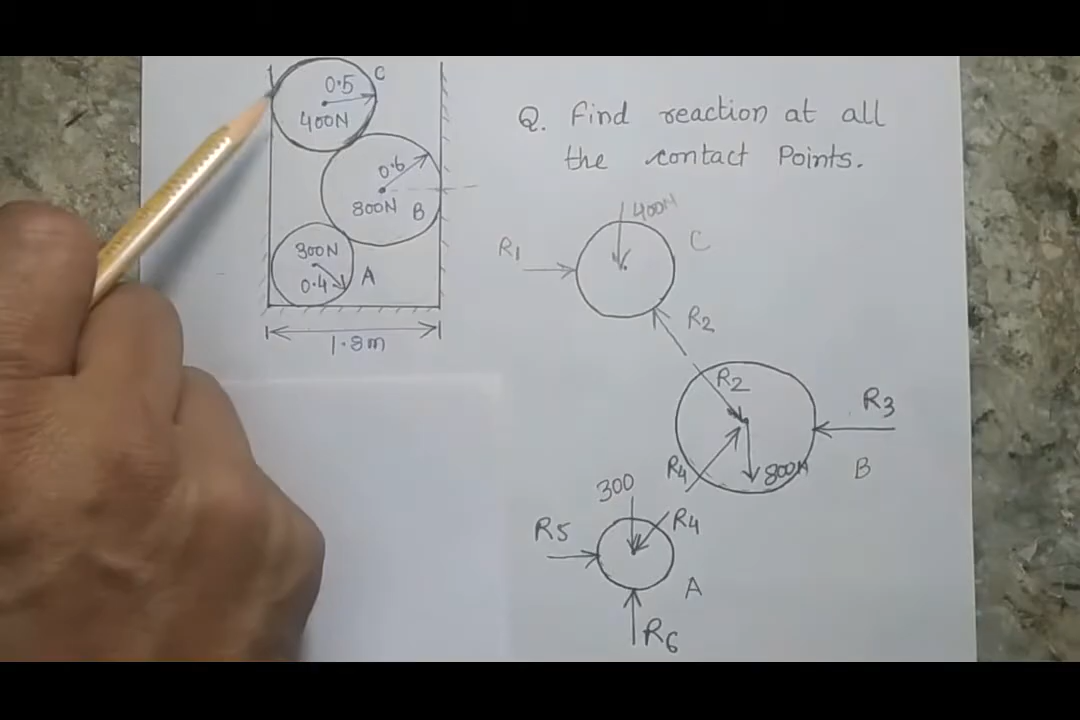 0.5
C
400N
0.6
800N
B
300N
0.4
A
1.8m
Q. Find reaction at all
the contact Points.
400N
R1
C
R2
R2
R3
R4
800N
B
300
R5
R4
A
R6